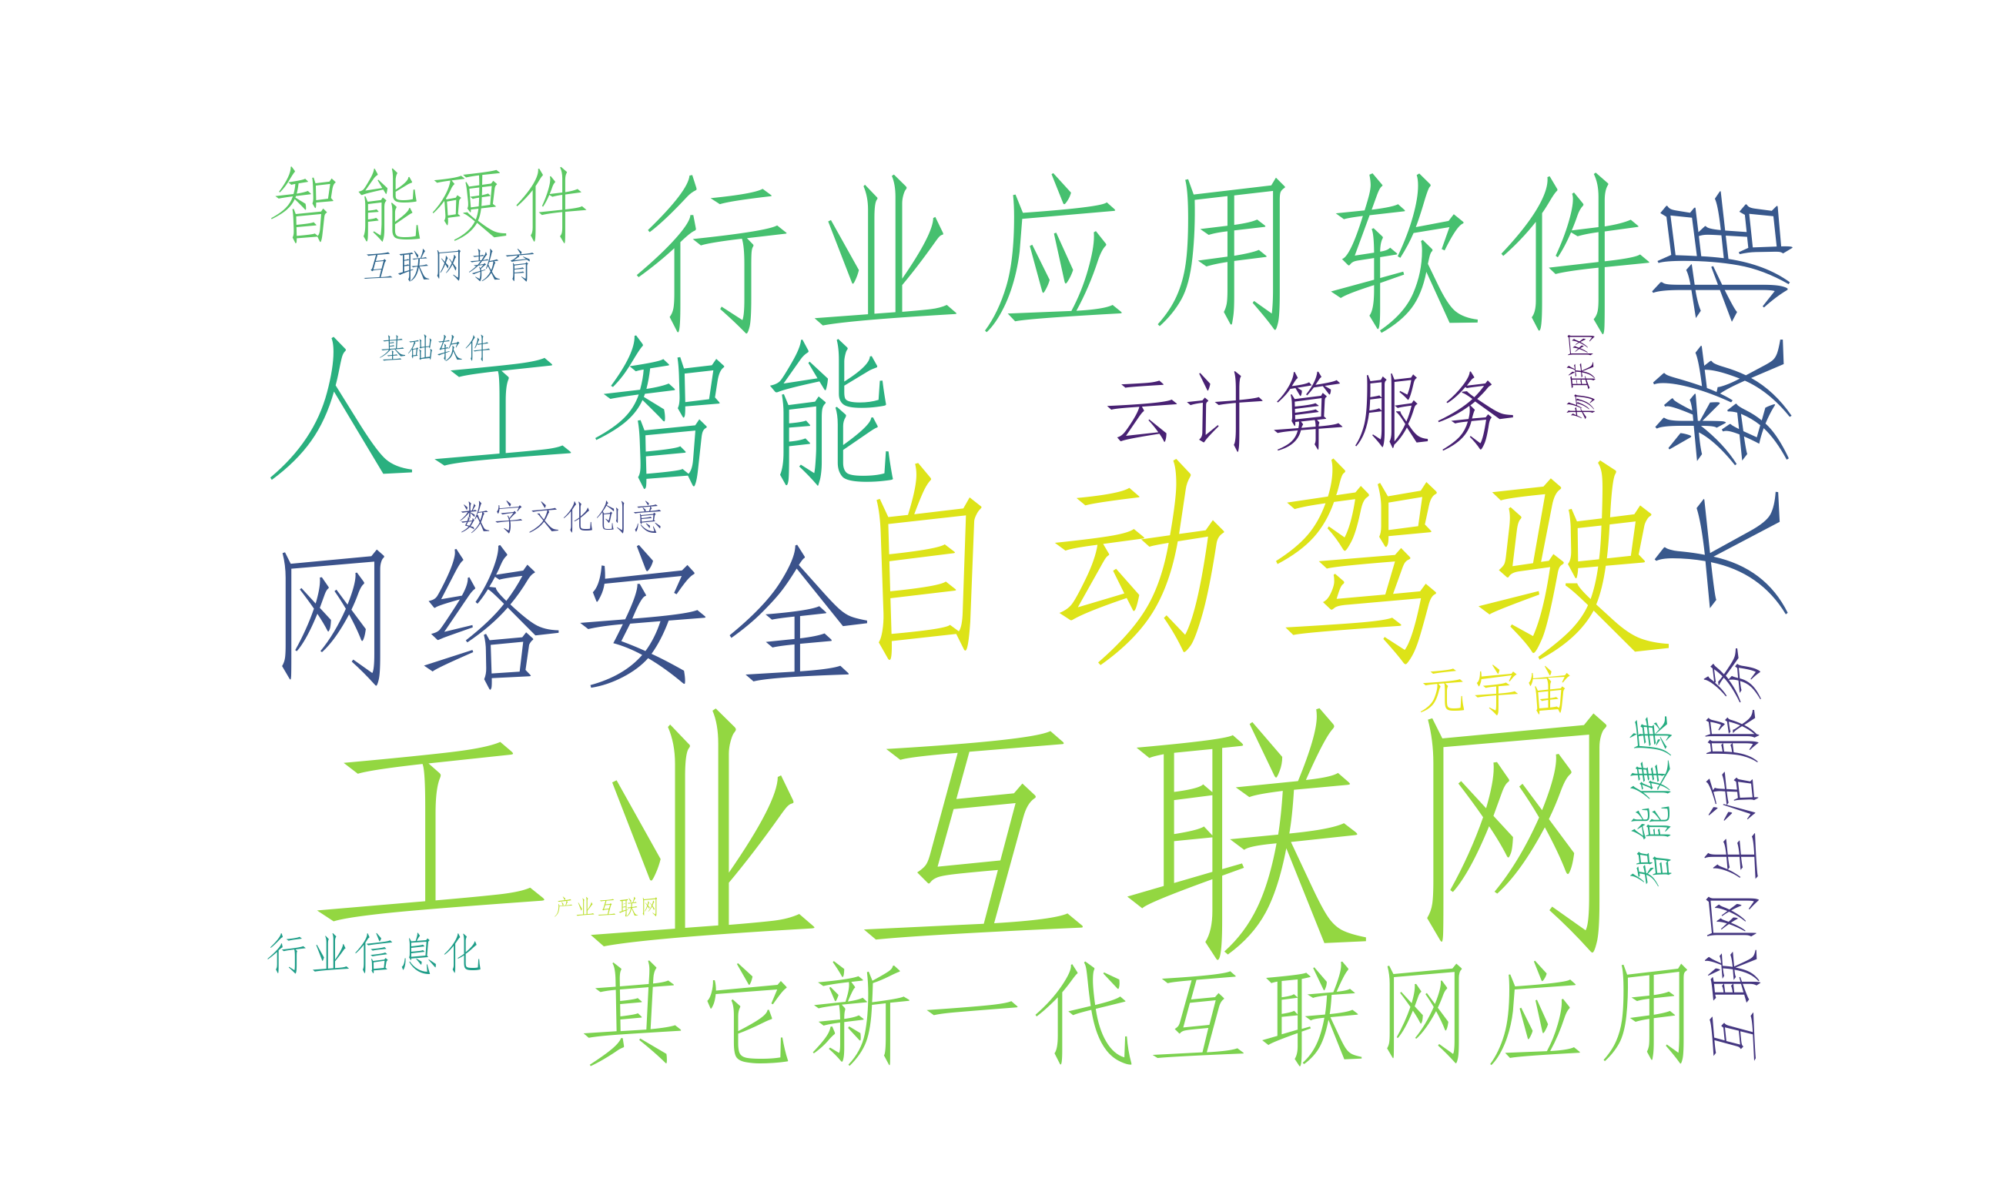 智能硬件
行业应用软件
大数据
互联网教育
人工智能
基础软件
云计算服务
物联网
数字文化创意
网络安全
自动驾驶
元宇宙
智能健康
互联网生活服务
工业互联网
产业互联网
行业信息化
其它新一代互联网应用